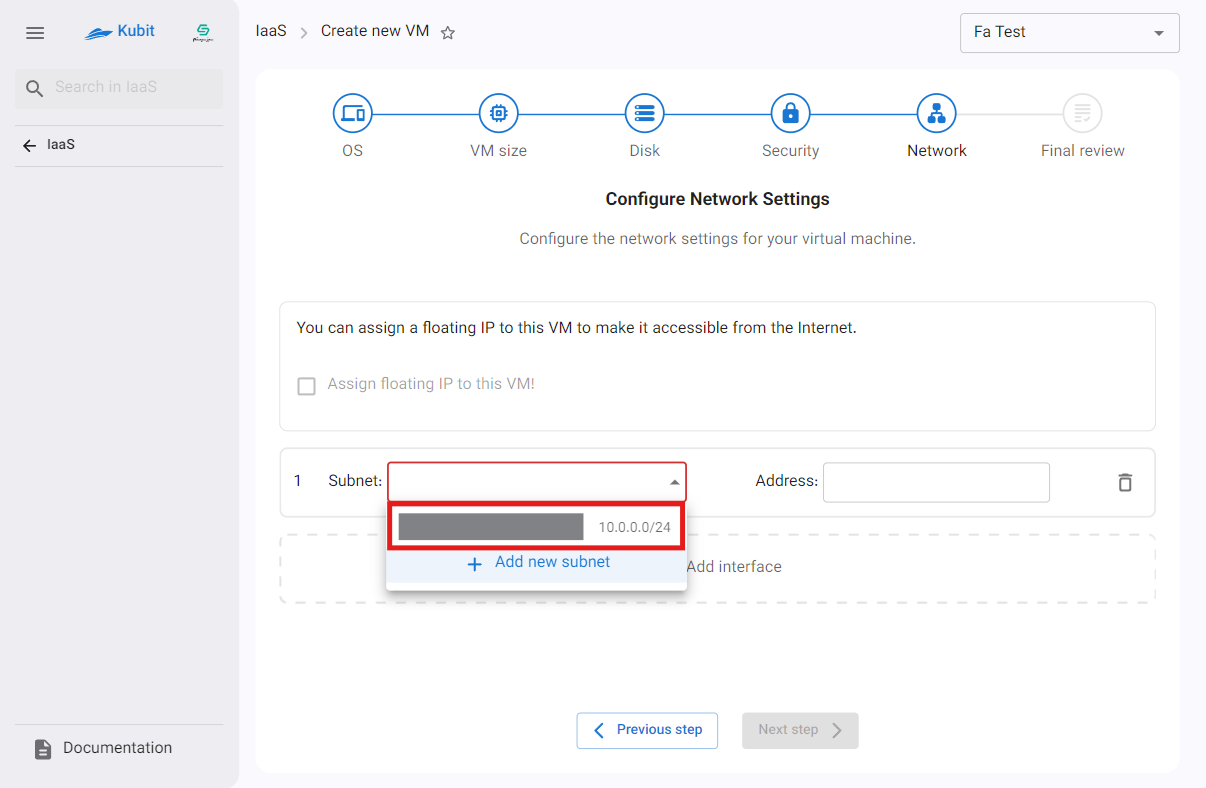 Kubit
IaaS
Create new VM
Fa Test
Search in IaaS
IaaS
OS
VM size
Disk
Security
Network
Final review
Configure Network Settings
Configure the network settings for your virtual machine.
You can assign a floating IP to this VM to make it accessible from the Internet.
Assign floating IP to this VM!
1
Subnet:
Address:
10.0.0.0/24
Add new subnet
Add interface
Previous step
Next step
Documentation